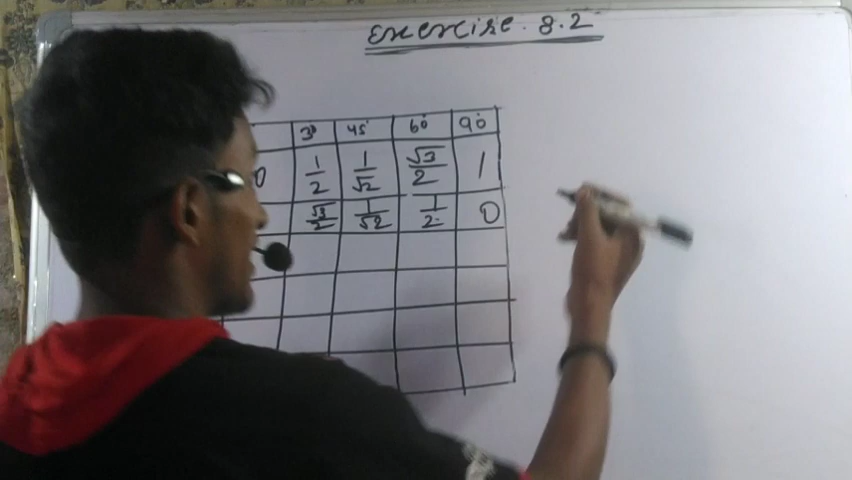 Exercise. 8.2
30° 45° 60° 90°
0 1/2 1/√2 √3/2 1
√3/2 1/√2 1/2 0